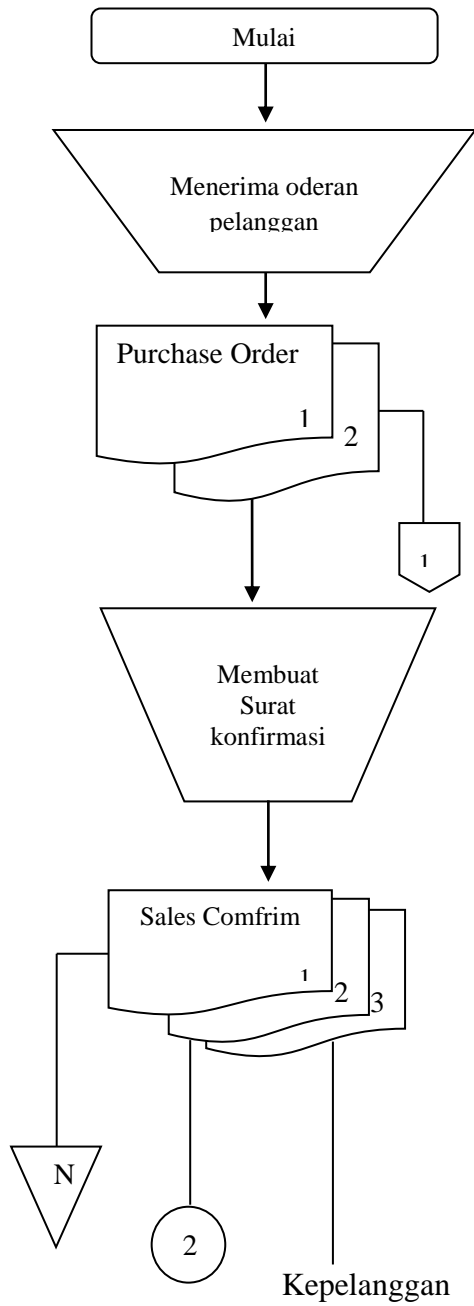 Mulai
Menerima oderan
pelanggan
Purchase Order
1
2
1
Membuat
Surat
konfirmasi
Sales Comfrim
1
2
3
N
2
Kepelanggan